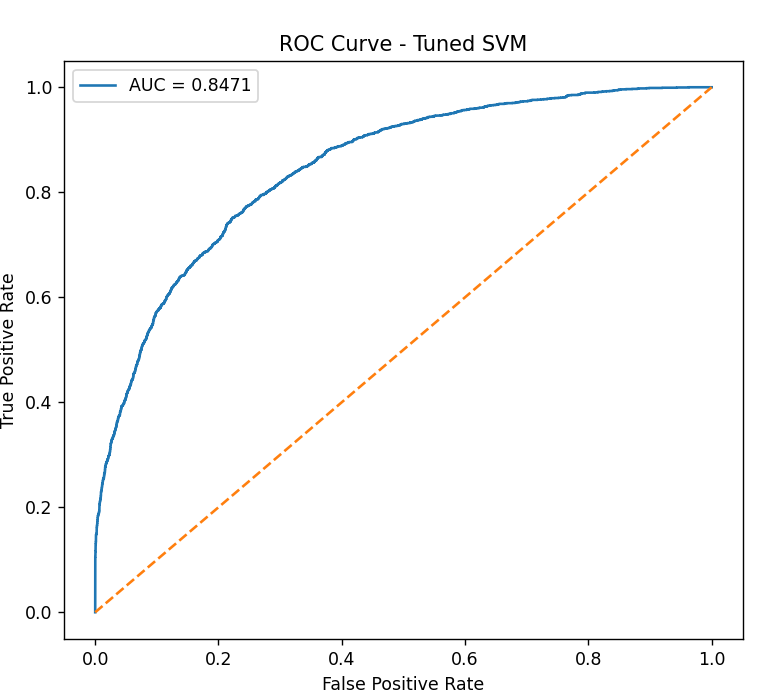 ROC Curve - Tuned SVM
AUC = 0.8471
True Positive Rate
1.0
0.8
0.6
0.4
0.2
0.0
0.0 0.2 0.4 0.6 0.8 1.0
False Positive Rate